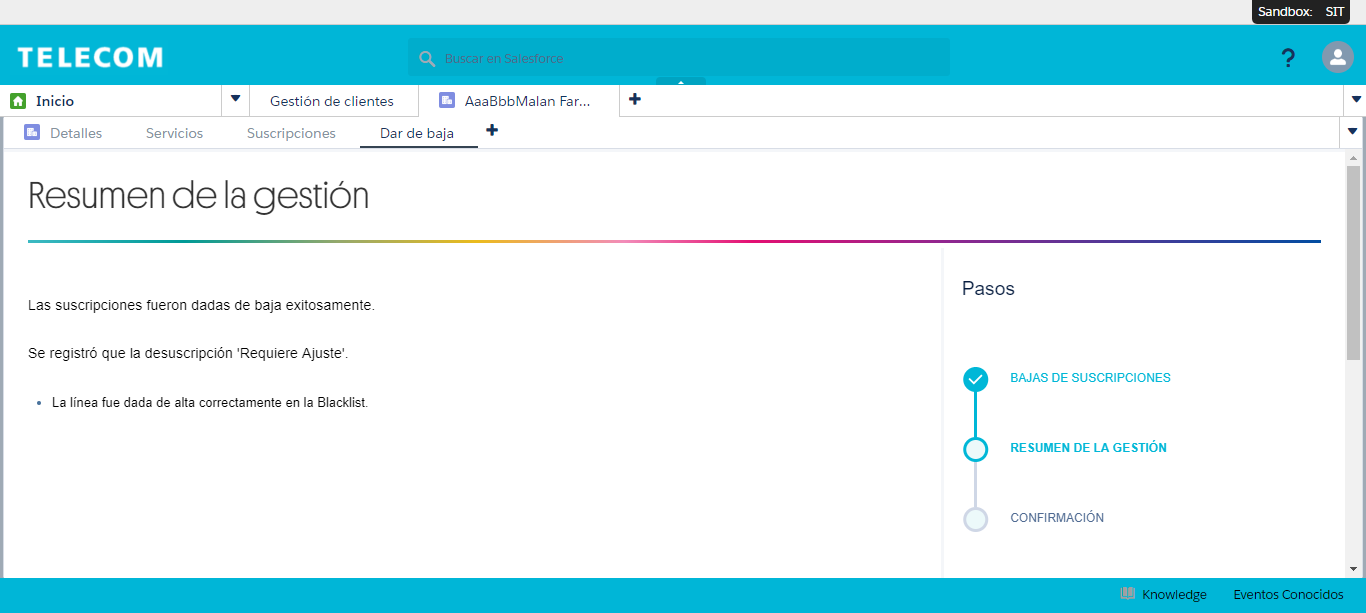 Sandbox: SIT
TELECOM
Buscar en Salesforce
?
Inicio
Gestión de clientes
AaaBbbMalan Far...
Detalles
Servicios
Suscripciones
Dar de baja
Resumen de la gestión
Las suscripciones fueron dadas de baja exitosamente.
Se registró que la desuscripción 'Requiere Ajuste'.
• La línea fue dada de alta correctamente en la Blacklist.
Pasos
BAJAS DE SUSCRIPCIONES
RESUMEN DE LA GESTIÓN
CONFIRMACIÓN
Knowledge
Eventos Conocidos